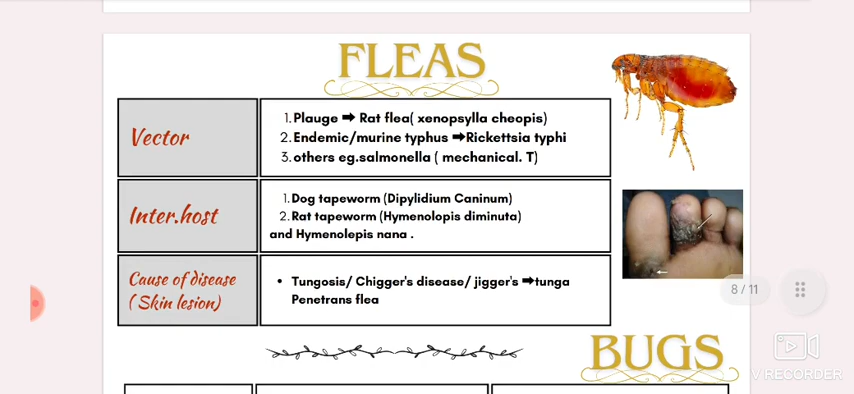 FLEAS
Vector
1. Plauge ➡ Rat flea( xenopsylla cheopis)
2. Endemic/murine typhus ➡Rickettsia typhi
3. others eg.salmonella ( mechanical. T)
Inter.host
1. Dog tapeworm (Dipylidium Caninum)
2. Rat tapeworm (Hymenolopis diminuta)
and Hymenolepis nana .
Cause of disease
( Skin lesion)
• Tungosis/ Chigger's disease/ jigger's ➡tunga
Penetrans flea
8 / 11
BUGS
V RECORDER